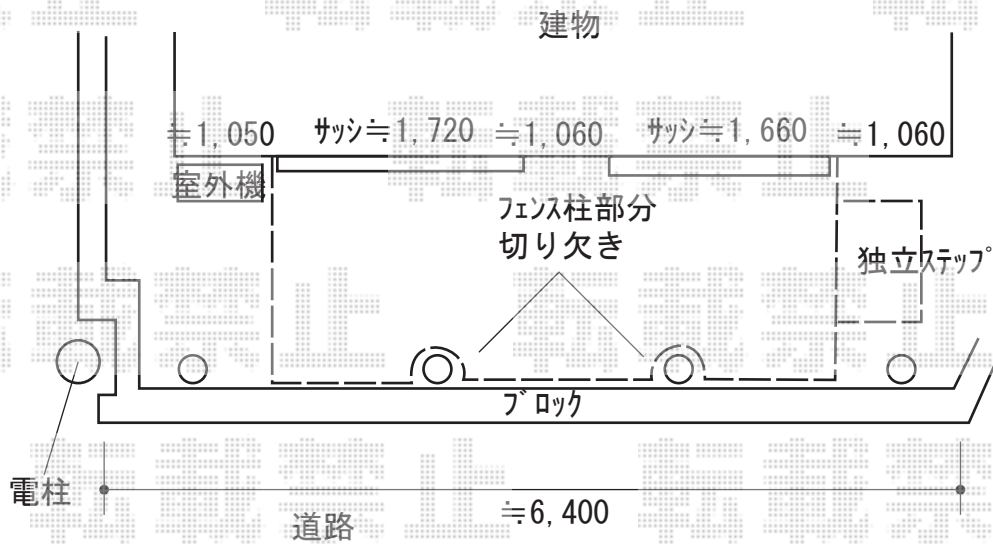 建物
≒1,050 サッシ≒1,720 ≒1,060 サッシ≒1,660 ≒1,060
室外機
フェンス柱部分
切り欠き
独立ステップ
ブロック
電柱
≒6,400
道路